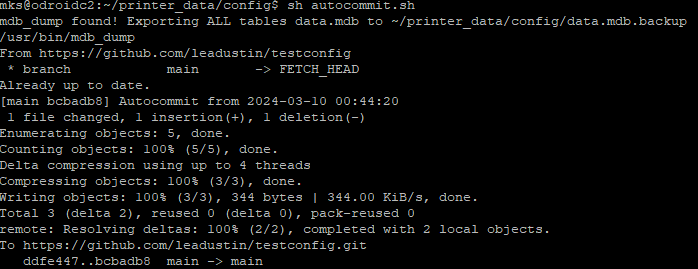 mks@odroidc2:~/printer_data/config$ sh autocommit.sh
mdb_dump found! Exporting ALL tables data.mdb to ~/printer_data/config/data.mdb.backup
/usr/bin/mdb_dump
From https://github.com/leadustin/testconfig
 * branch            main       -> FETCH_HEAD
Already up to date.
[main bcbadb8] Autocommit from 2024-03-10 00:44:20
 1 file changed, 1 insertion(+), 1 deletion(-)
Enumerating objects: 5, done.
Counting objects: 100% (5/5), done.
Delta compression using up to 4 threads
Compressing objects: 100% (3/3), done.
Writing objects: 100% (3/3), 344 bytes | 344.00 KiB/s, done.
Total 3 (delta 2), reused 0 (delta 0), pack-reused 0
remote: Resolving deltas: 100% (2/2), completed with 2 local objects.
To https://github.com/leadustin/testconfig.git
   ddfe447..bcbadb8  main -> main